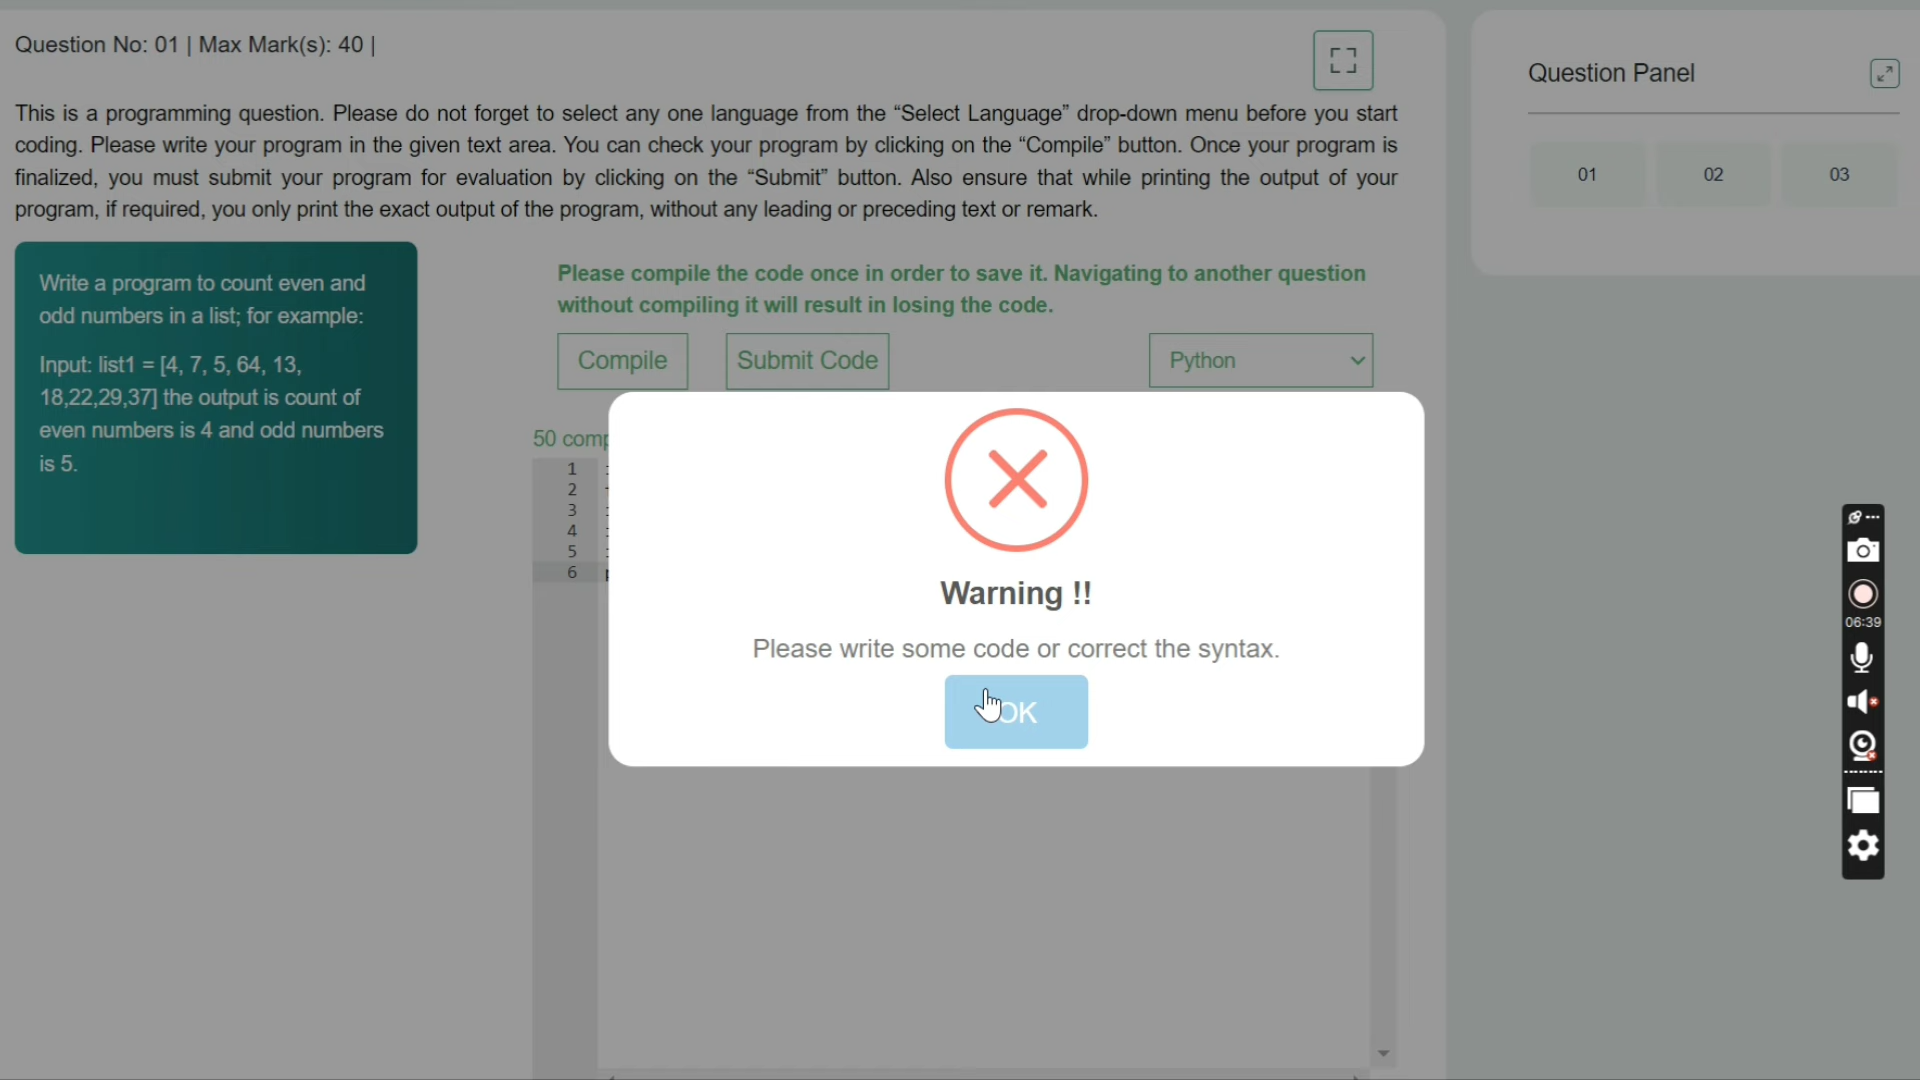 Question No: 01 | Max Mark(s): 40 |
This is a programming question. Please do not forget to select any one language from the “Select Language” drop-down menu before you start
coding. Please write your program in the given text area. You can check your program by clicking on the “Compile” button. Once your program is
finalized, you must submit your program for evaluation by clicking on the “Submit” button. Also ensure that while printing the output of your
program, if required, you only print the exact output of the program, without any leading or preceding text or remark.
Write a program to count even and
odd numbers in a list; for example:
Input: list1 = [4, 7, 5, 64, 13,
18,22,29,37] the output is count of
even numbers is 4 and odd numbers
is 5.
Please compile the code once in order to save it. Navigating to another question
without compiling it will result in losing the code.
Compile
Submit Code
Python
50
1
2
3
4
5
6
Warning !!
Please write some code or correct the syntax.
OK
Question Panel
01
02
03
06:39